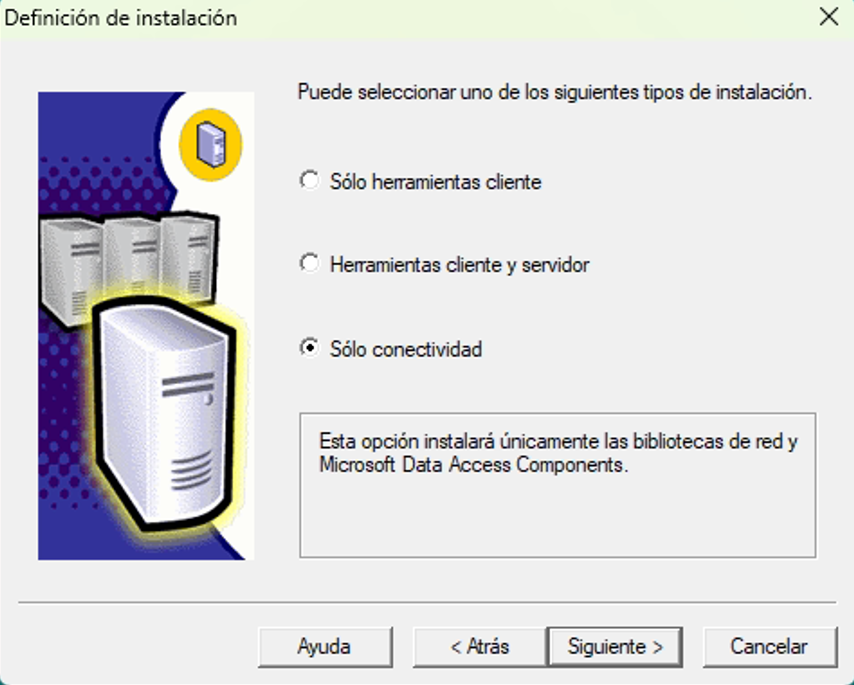 Definición de instalación
Puede seleccionar uno de los siguientes tipos de instalación.
Sólo herramientas cliente
Herramientas cliente y servidor
Sólo conectividad
Esta opción instalará únicamente las bibliotecas de red y
Microsoft Data Access Components.
Ayuda
< Atrás
Siguiente >
Cancelar